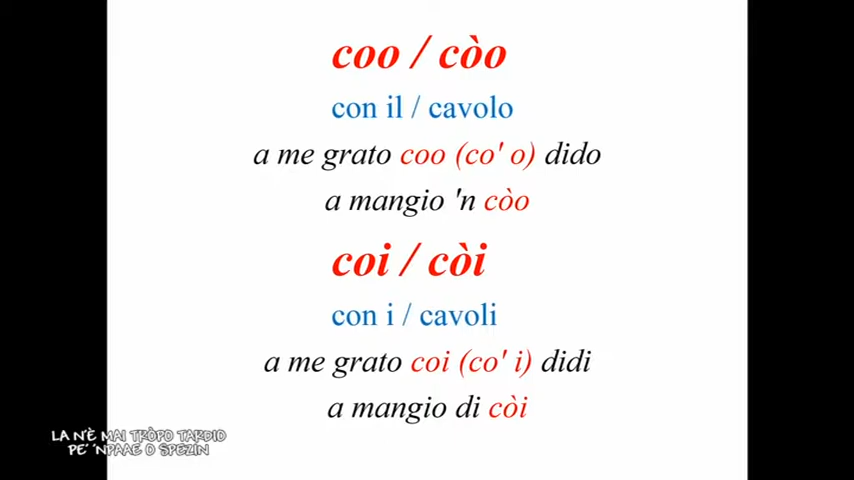 coo / còo
con il / cavolo
a me grato coo (co' o) dido
a mangio 'n còo
coi / còi
con i / cavoli
a me grato coi (co' i) didi
a mangio di còi
LA N'È MAI TRÒPO TARDIO
PE' 'NPAAE O SPEZIN